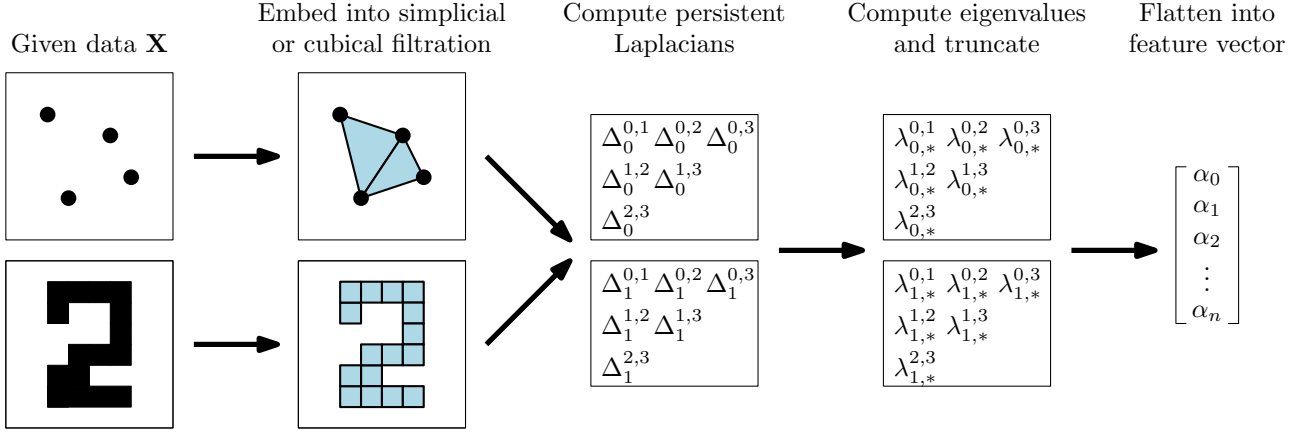 Given data X
Embed into simplicial
or cubical filtration
Compute persistent
Laplacians
Compute eigenvalues
and truncate
Flatten into
feature vector
Δ_0^{0,1} Δ_0^{0,2} Δ_0^{0,3}
Δ_0^{1,2} Δ_0^{1,3}
Δ_0^{2,3}
Δ_1^{0,1} Δ_1^{0,2} Δ_1^{0,3}
Δ_1^{1,2} Δ_1^{1,3}
Δ_1^{2,3}
λ_{0,*}^{0,1} λ_{0,*}^{0,2} λ_{0,*}^{0,3}
λ_{0,*}^{1,2} λ_{0,*}^{1,3}
λ_{0,*}^{2,3}
λ_{1,*}^{0,1} λ_{1,*}^{0,2} λ_{1,*}^{0,3}
λ_{1,*}^{1,2} λ_{1,*}^{1,3}
λ_{1,*}^{2,3}
α_0
α_1
α_2
⋮
α_n